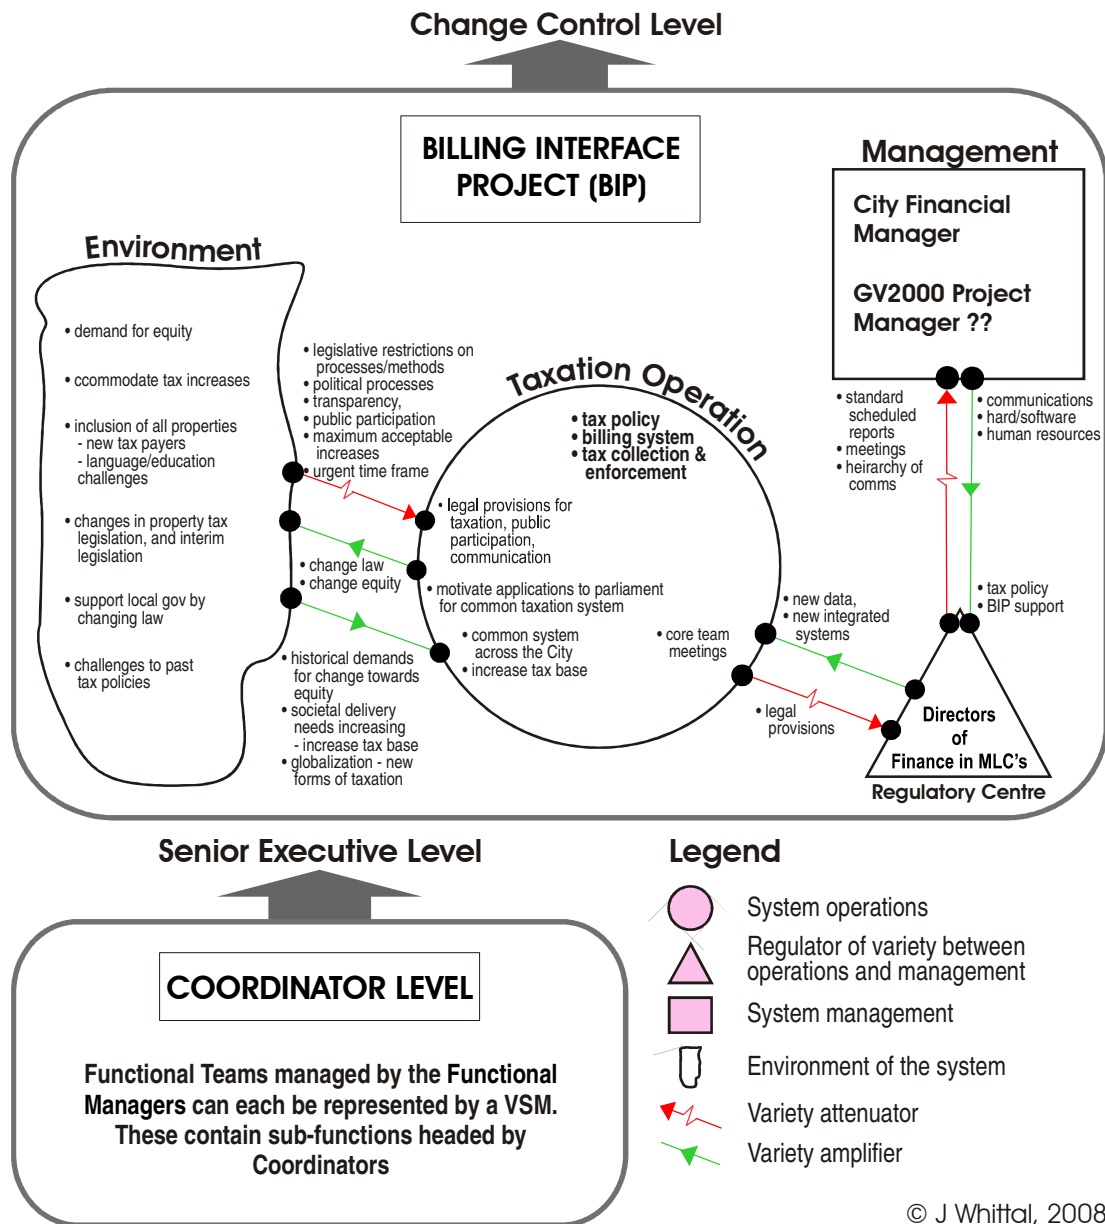 Change Control Level
BILLING INTERFACE
PROJECT (BIP)
Management
City Financial
Manager
GV2000 Project
Manager ??
Environment
• demand for equity
• ccommodate tax increases
• inclusion of all properties
- new tax payers
- language/education
challenges
• changes in property tax
legislation, and interim
legislation
• support local gov by
changing law
• challenges to past
tax policies
• legislative restrictions on
processes/methods
• political processes
• transparency,
• public participation
• maximum acceptable
increases
• urgent time frame
• change law
• change equity
• historical demands
for change towards
equity
• societal delivery
needs increasing
- increase tax base
• globalization - new
forms of taxation
Taxation Operation
• tax policy
• billing system
• tax collection &
enforcement
• legal provisions for
taxation, public
participation,
communication
• motivate applications to parliament
for common taxation system
• common system
across the City
• increase tax base
• core team
meetings
• new data,
• new integrated
systems
• legal
provisions
• standard
scheduled
reports
• meetings
• heirarchy of
comms
• communications
• hard/software
• human resources
• tax policy
• BIP support
Directors
of
Finance in MLC's
Regulatory Centre
Senior Executive Level
COORDINATOR LEVEL
Functional Teams managed by the Functional
Managers can each be represented by a VSM.
These contain sub-functions headed by
Coordinators
Legend
System operations
Regulator of variety between
operations and management
System management
Environment of the system
Variety attenuator
Variety amplifier
© J Whittal, 2008